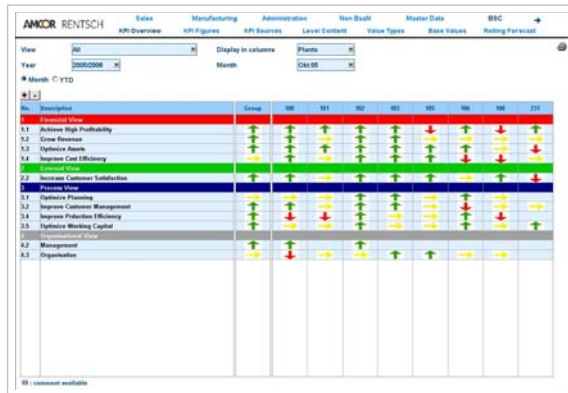 AMCOR RENTSCH
Sales Manufacturing Administration Non BaaN Master Data BSC
KPI Overview KPI Figures KPI Sources Level Content Value Types Base Values Rolling Forecast
View All Display in columns Plants
Year 2005/2006 Month Okt 05
Month YTD
No. Description Group 100 101 102 103 105 106 108 231
1 Financial View
1.1 Achieve High Profitability
1.2 Grow Revenue
1.3 Optimize Assets
1.4 Improve Cost Efficiency
2 External View
2.2 Increase Customer Satisfaction
3 Process View
3.1 Optimize Planning
3.2 Improve Customer Management
3.4 Improve Production Efficiency
3.5 Optimize Working Capital
4 Organisational View
4.2 Management
4.3 Organisation
: comment available